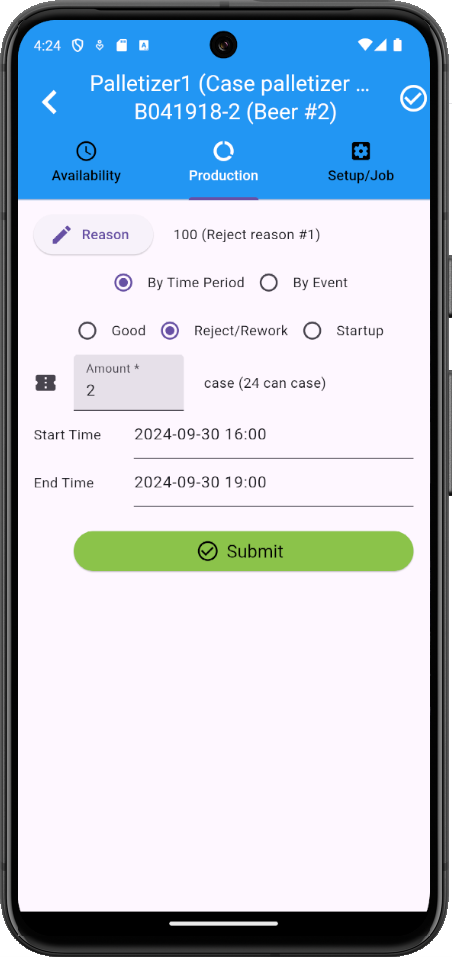 4:24
Palletizer1 (Case palletizer ...
B041918-2 (Beer #2)
Availability Production Setup/Job
Reason 100 (Reject reason #1)
By Time Period By Event
Good Reject/Rework Startup
Amount *
2 case (24 can case)
Start Time 2024-09-30 16:00
End Time 2024-09-30 19:00
Submit